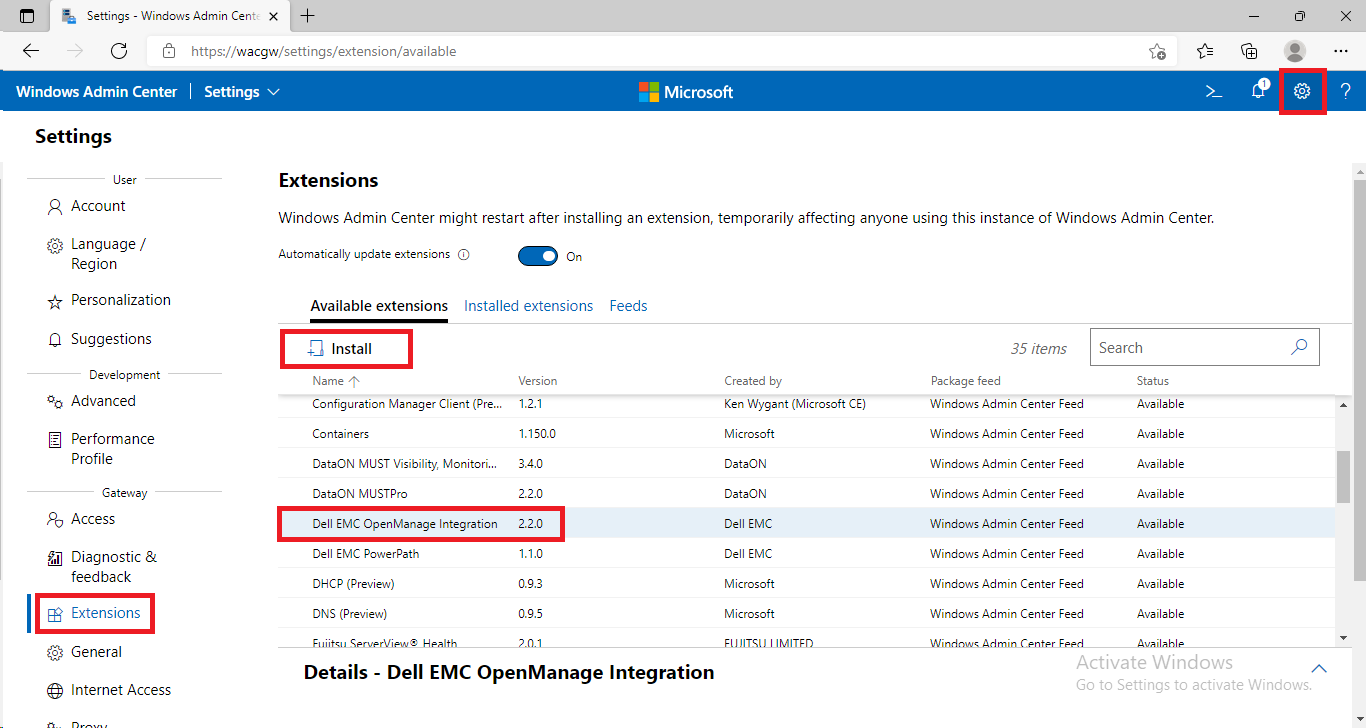 Settings - Windows Admin Cente
https://wacgw/settings/extension/available
Windows Admin Center
Settings
Microsoft
1
?
Settings
User
Account
Language /
Region
Personalization
Suggestions
Development
Advanced
Performance
Profile
Gateway
Access
Diagnostic &
feedback
Extensions
General
Internet Access
Proxy
Extensions
Windows Admin Center might restart after installing an extension, temporarily affecting anyone using this instance of Windows Admin Center.
Automatically update extensions
On
Available extensions Installed extensions Feeds
Install
35 items
Search
Name Version Created by Package feed Status
Configuration Manager Client (Pre... 1.2.1 Ken Wygant (Microsoft CE) Windows Admin Center Feed Available
Containers 1.150.0 Microsoft Windows Admin Center Feed Available
DataON MUST Visibility, Monitori... 3.4.0 DataON Windows Admin Center Feed Available
DataON MUSTPro 2.2.0 DataON Windows Admin Center Feed Available
Dell EMC OpenManage Integration 2.2.0 Dell EMC Windows Admin Center Feed Available
Dell EMC PowerPath 1.1.0 Dell EMC Windows Admin Center Feed Available
DHCP (Preview) 0.9.3 Microsoft Windows Admin Center Feed Available
DNS (Preview) 0.9.5 Microsoft Windows Admin Center Feed Available
Fujitsu ServerView® Health 2.0.1 FUJITSU LIMITED Windows Admin Center Feed Available
Details - Dell EMC OpenManage Integration
Activate Windows
Go to Settings to activate Windows.